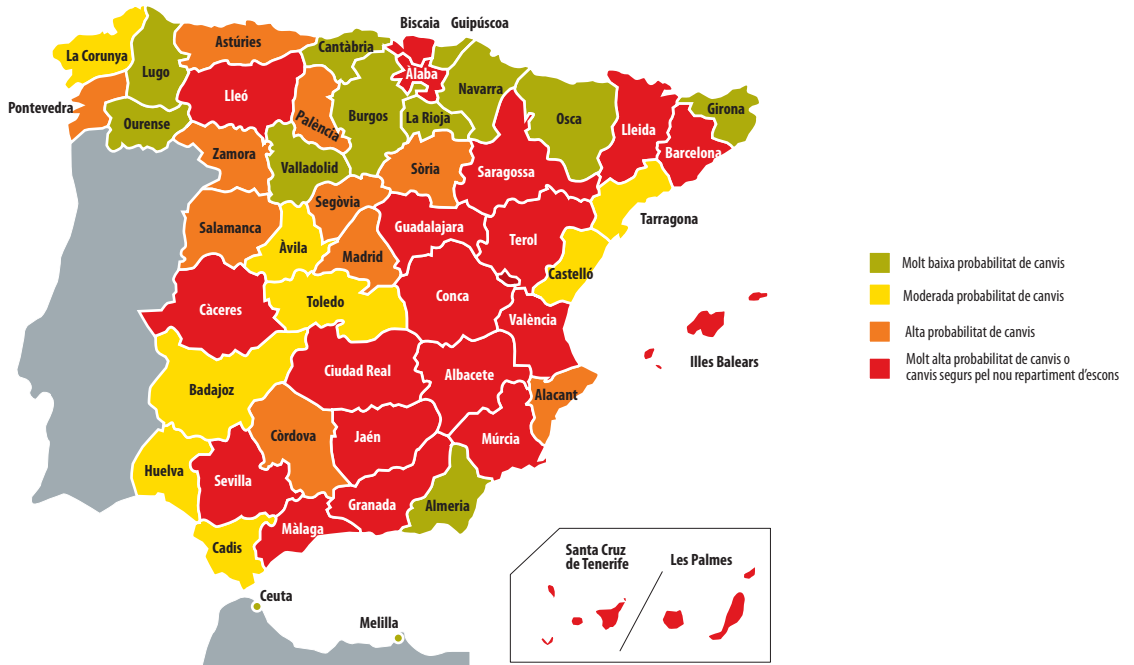 Biscaia
Guipúscoa
La Corunya
Lugo
Astúries
Cantàbria
Àlaba
Navarra
Pontevedra
Ourense
Lleó
Palència
Burgos
La Rioja
Osca
Lleida
Girona
Barcelona
Zamora
Valladolid
Sòria
Saragossa
Segòvia
Tarragona
Salamanca
Àvila
Madrid
Guadalajara
Terol
Castelló
Càceres
Toledo
Conca
València
Illes Balears
Badajoz
Ciudad Real
Albacete
Alacant
Còrdova
Jaén
Múrcia
Huelva
Sevilla
Granada
Almeria
Cadis
Màlaga
Ceuta
Melilla
Santa Cruz
de Tenerife
Les Palmes
Molt baixa probabilitat de canvis
Moderada probabilitat de canvis
Alta probabilitat de canvis
Molt alta probabilitat de canvis o
canvis segurs pel nou repartiment d'escons